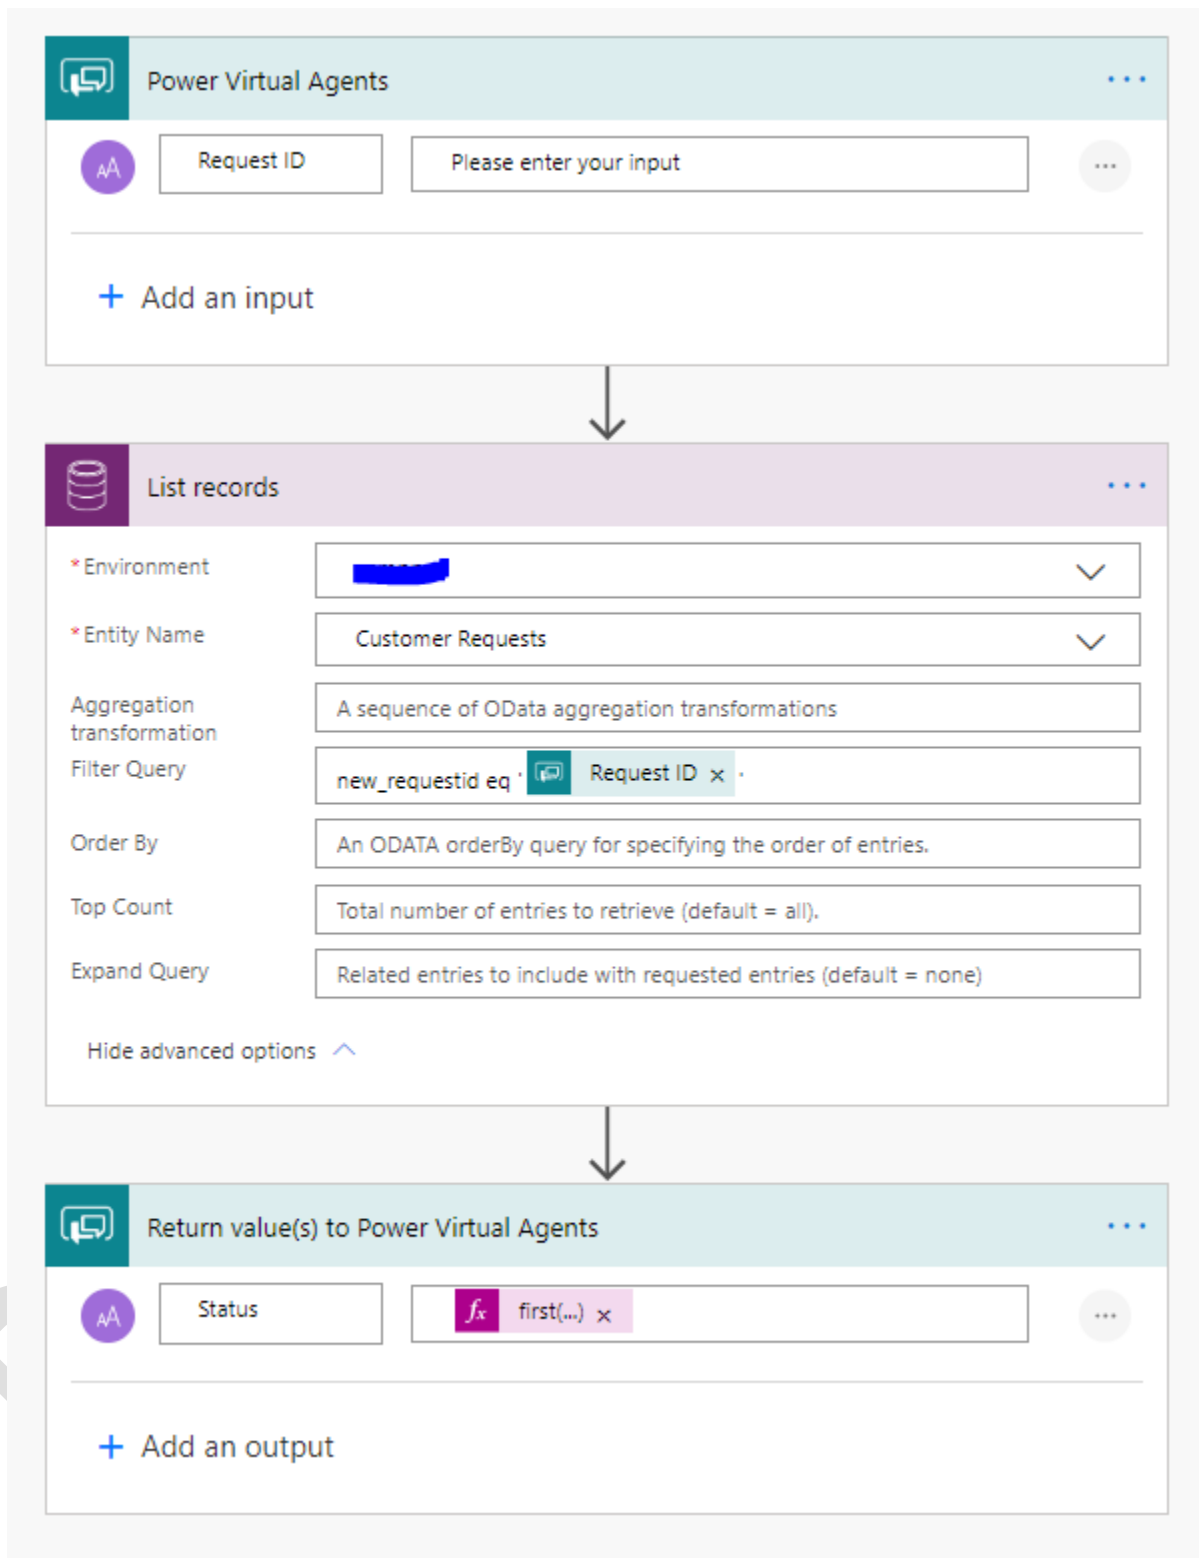 Power Virtual Agents
Request ID Please enter your input
+ Add an input
List records
*Environment
*Entity Name Customer Requests
Aggregation
transformation A sequence of OData aggregation transformations
Filter Query new_requestid eq ' Request ID × '
Order By An ODATA orderBy query for specifying the order of entries.
Top Count Total number of entries to retrieve (default = all).
Expand Query Related entries to include with requested entries (default = none)
Hide advanced options
Return value(s) to Power Virtual Agents
Status fx first(...) ×
+ Add an output